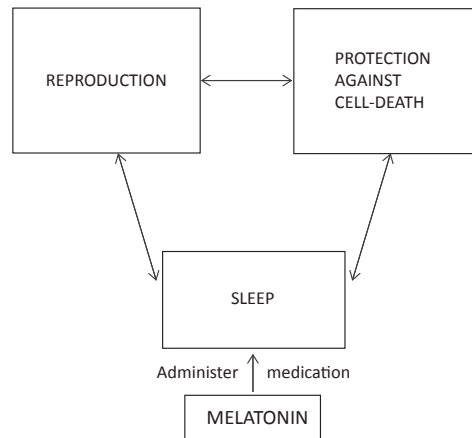 REPRODUCTION
PROTECTION
AGAINST
CELL-DEATH
SLEEP
Administer medication
MELATONIN